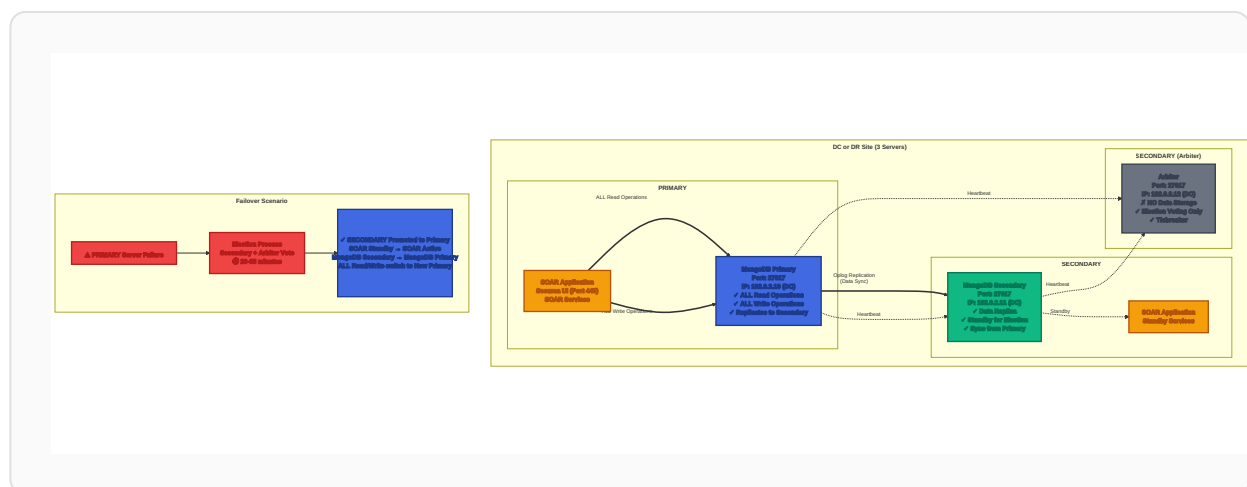 Failover Scenario
⚠ PRIMARY Server Failure
Election Process
Secondary + Arbiter Vote
minutes
✓ SECONDARY Promoted to Primary
SOAR Standby → SOAR Active
MongoDB Secondary → MongoDB Primary
ALL Read/Write switch to New Primary
DC or DR Site (3 Servers)
PRIMARY
ALL Read Operations
SOAR Application
SOAR Services
Write Operations
MongoDB Primary
Port: 27017
✓ ALL Read Operations
✓ ALL Write Operations
✓ Replicates to Secondary
Oplog Replication
(Data Sync)
Heartbeat
Heartbeat
SECONDARY (Arbiter)
Arbiter
Port: 27017
✗ NO Data Storage
✓ Election Voting Only
✓ Tiebreaker
SECONDARY
MongoDB Secondary
Port: 27017
✓ Data Replica
✓ Standby for Election
✓ Sync from Primary
Heartbeat
Standby
SOAR Application
Standby Services